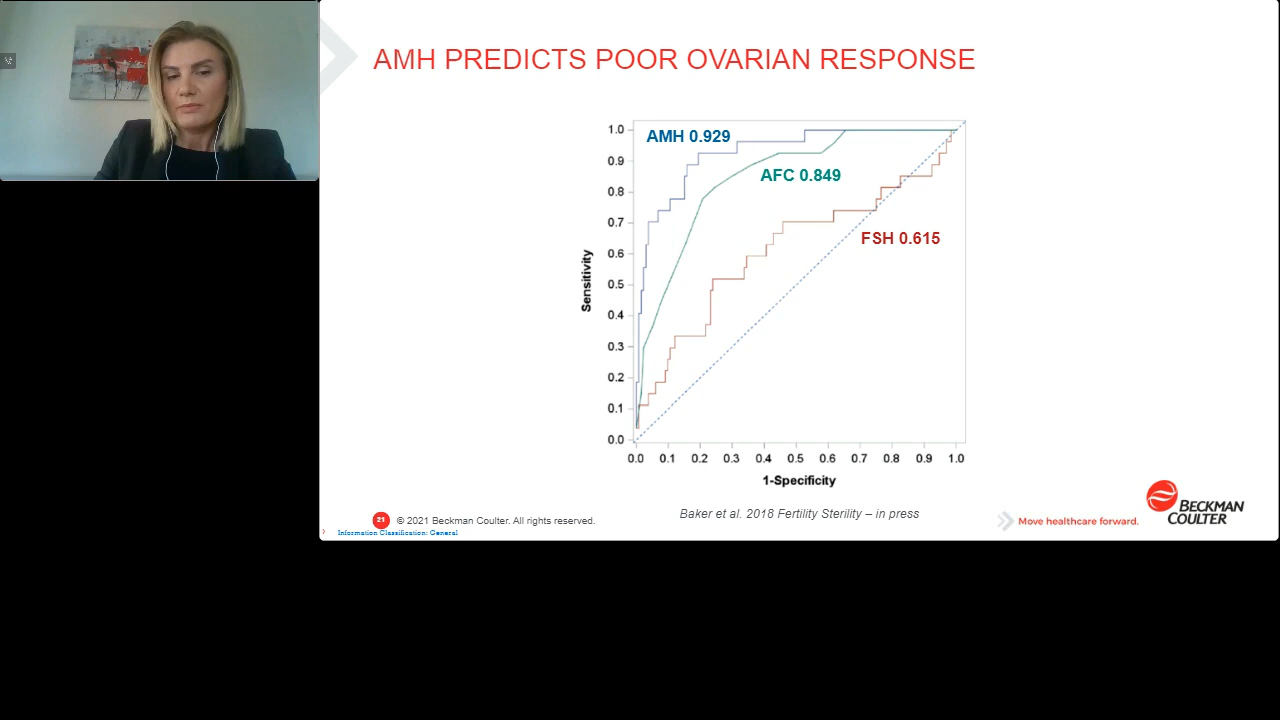 AMH PREDICTS POOR OVARIAN RESPONSE
AMH 0.929
AFC 0.849
FSH 0.615
Sensitivity
1.0
0.9
0.8
0.7
0.6
0.5
0.4
0.3
0.2
0.1
0.0
0.0 0.1 0.2 0.3 0.4 0.5 0.6 0.7 0.8 0.9 1.0
1-Specificity
Baker et al. 2018 Fertility Sterility – in press
21 © 2021 Beckman Coulter. All rights reserved.
Information Classification: General
Move healthcare forward.
BECKMAN
COULTER